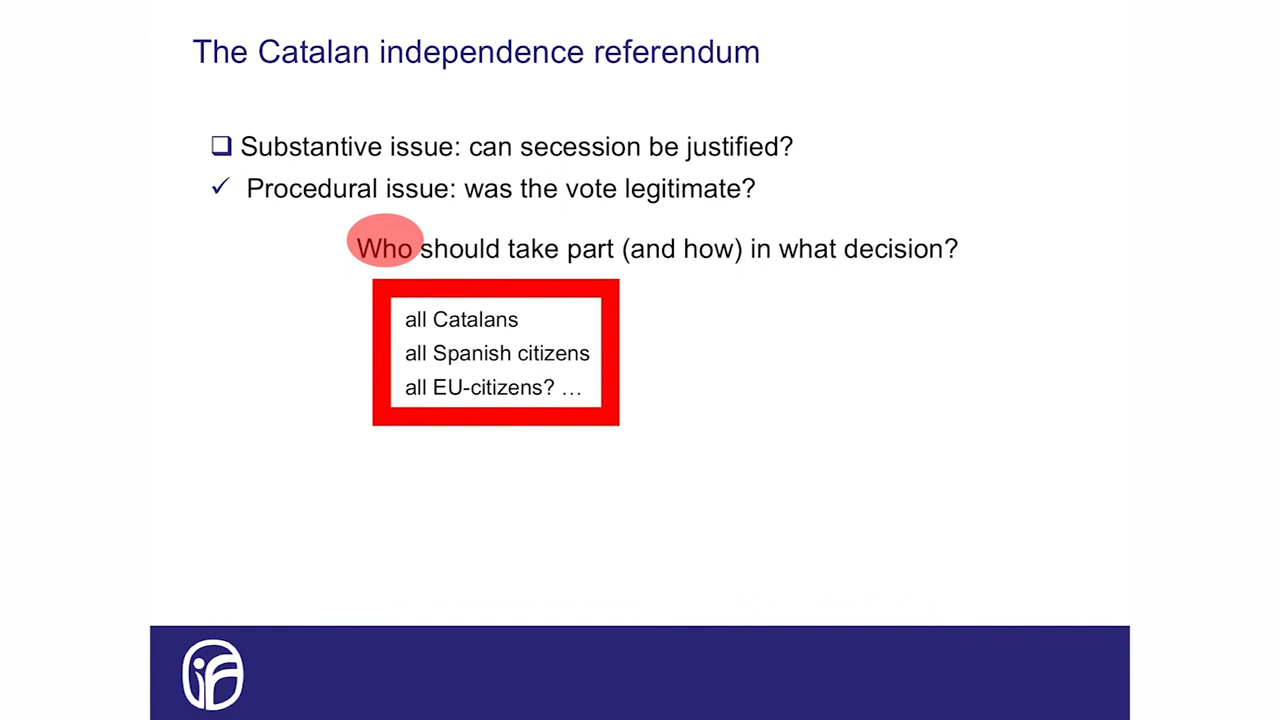 The Catalan independence referendum
❑ Substantive issue: can secession be justified?
✓ Procedural issue: was the vote legitimate?
Who should take part (and how) in what decision?
all Catalans
all Spanish citizens
all EU-citizens? …